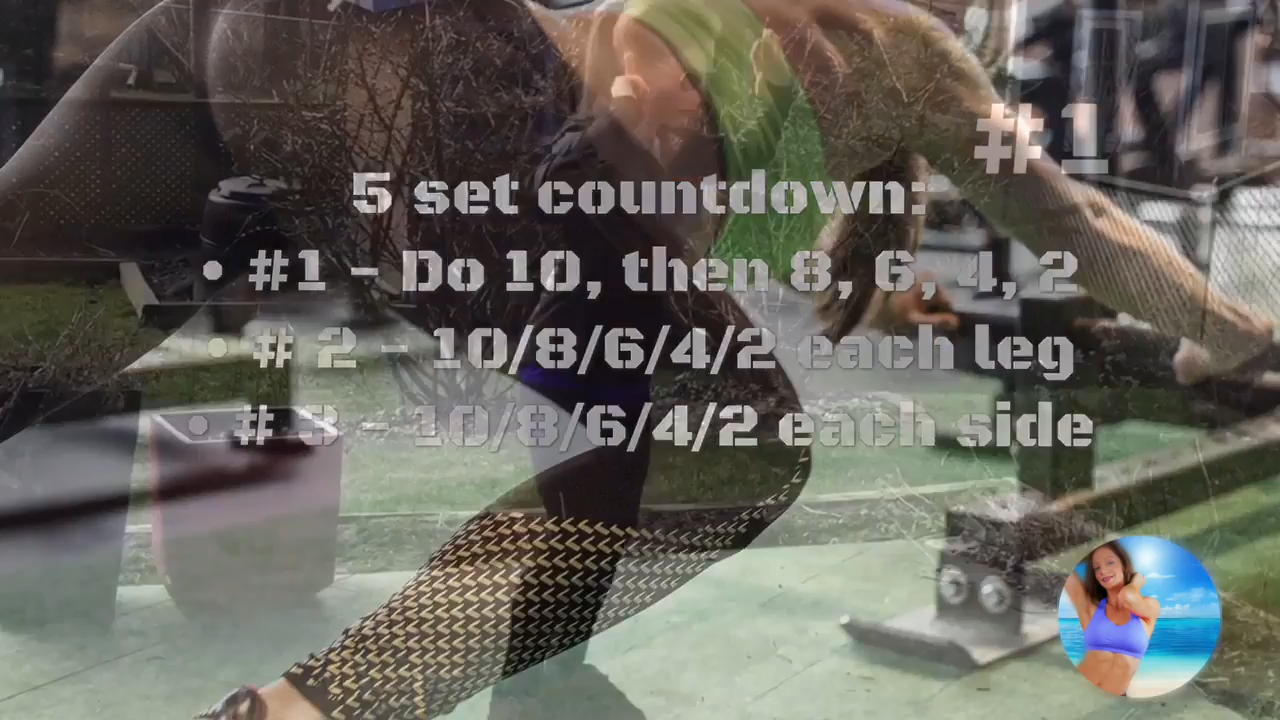 #1
5 set countdown:
• #1 - Do 10, then 8, 6, 4, 2
• # 2 - 10/8/6/4/2 each leg
• # 3 - 10/8/6/4/2 each side